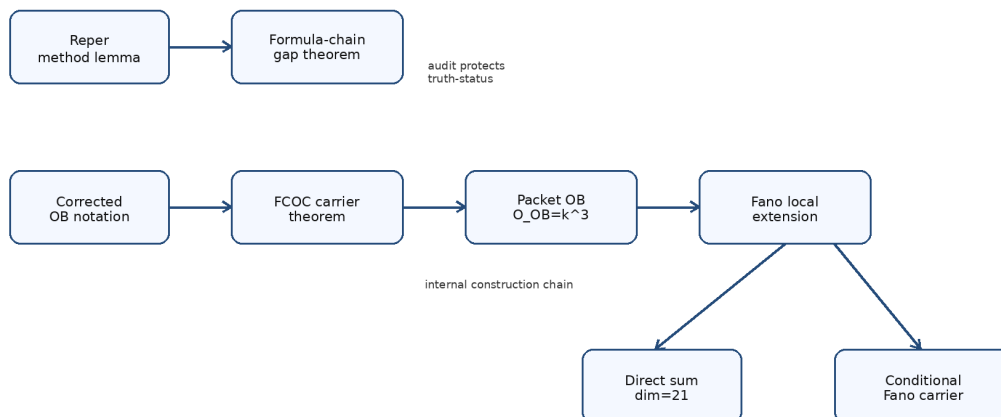 Reper
method lemma
Formula-chain
gap theorem
audit protects
truth-status
Corrected
OB notation
FCOC carrier
theorem
Packet OB
O_OB=k^3
Fano local
extension
internal construction chain
Direct sum
dim=21
Conditional
Fano carrier